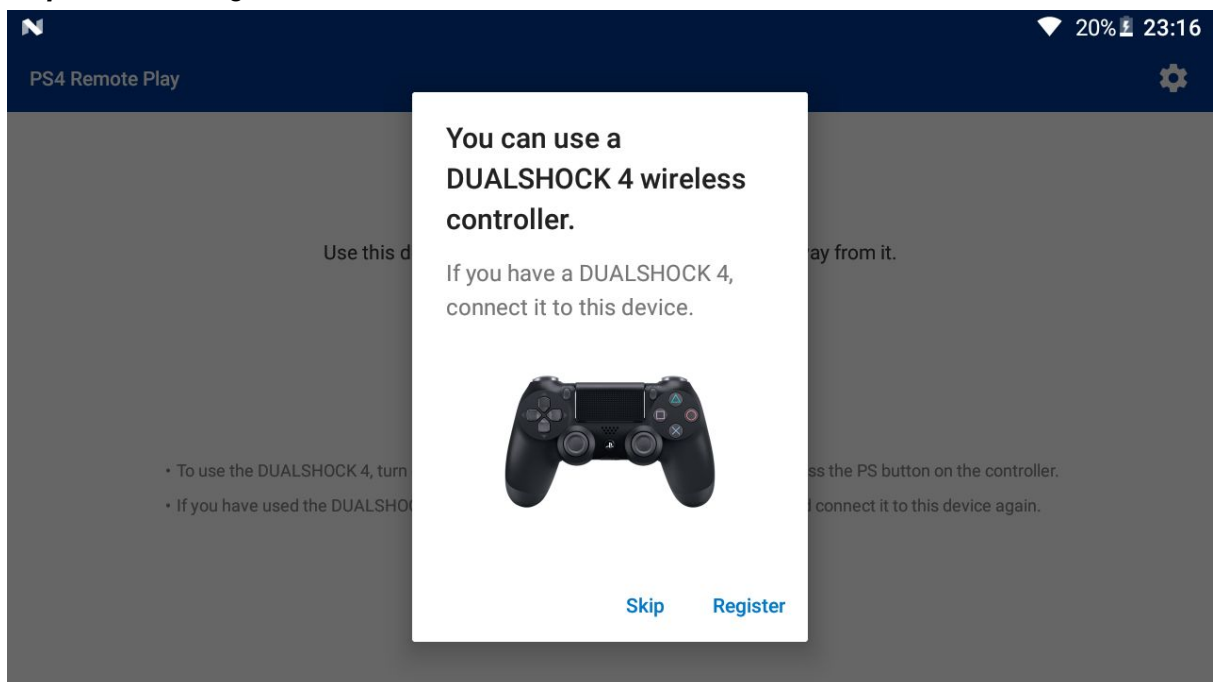 20% 23:16
PS4 Remote Play
You can use a
DUALSHOCK 4 wireless
controller.
Use this d
ay from it.
If you have a DUALSHOCK 4,
connect it to this device.
• To use the DUALSHOCK 4, turn
ss the PS button on the controller.
• If you have used the DUALSHO
connect it to this device again.
Skip Register